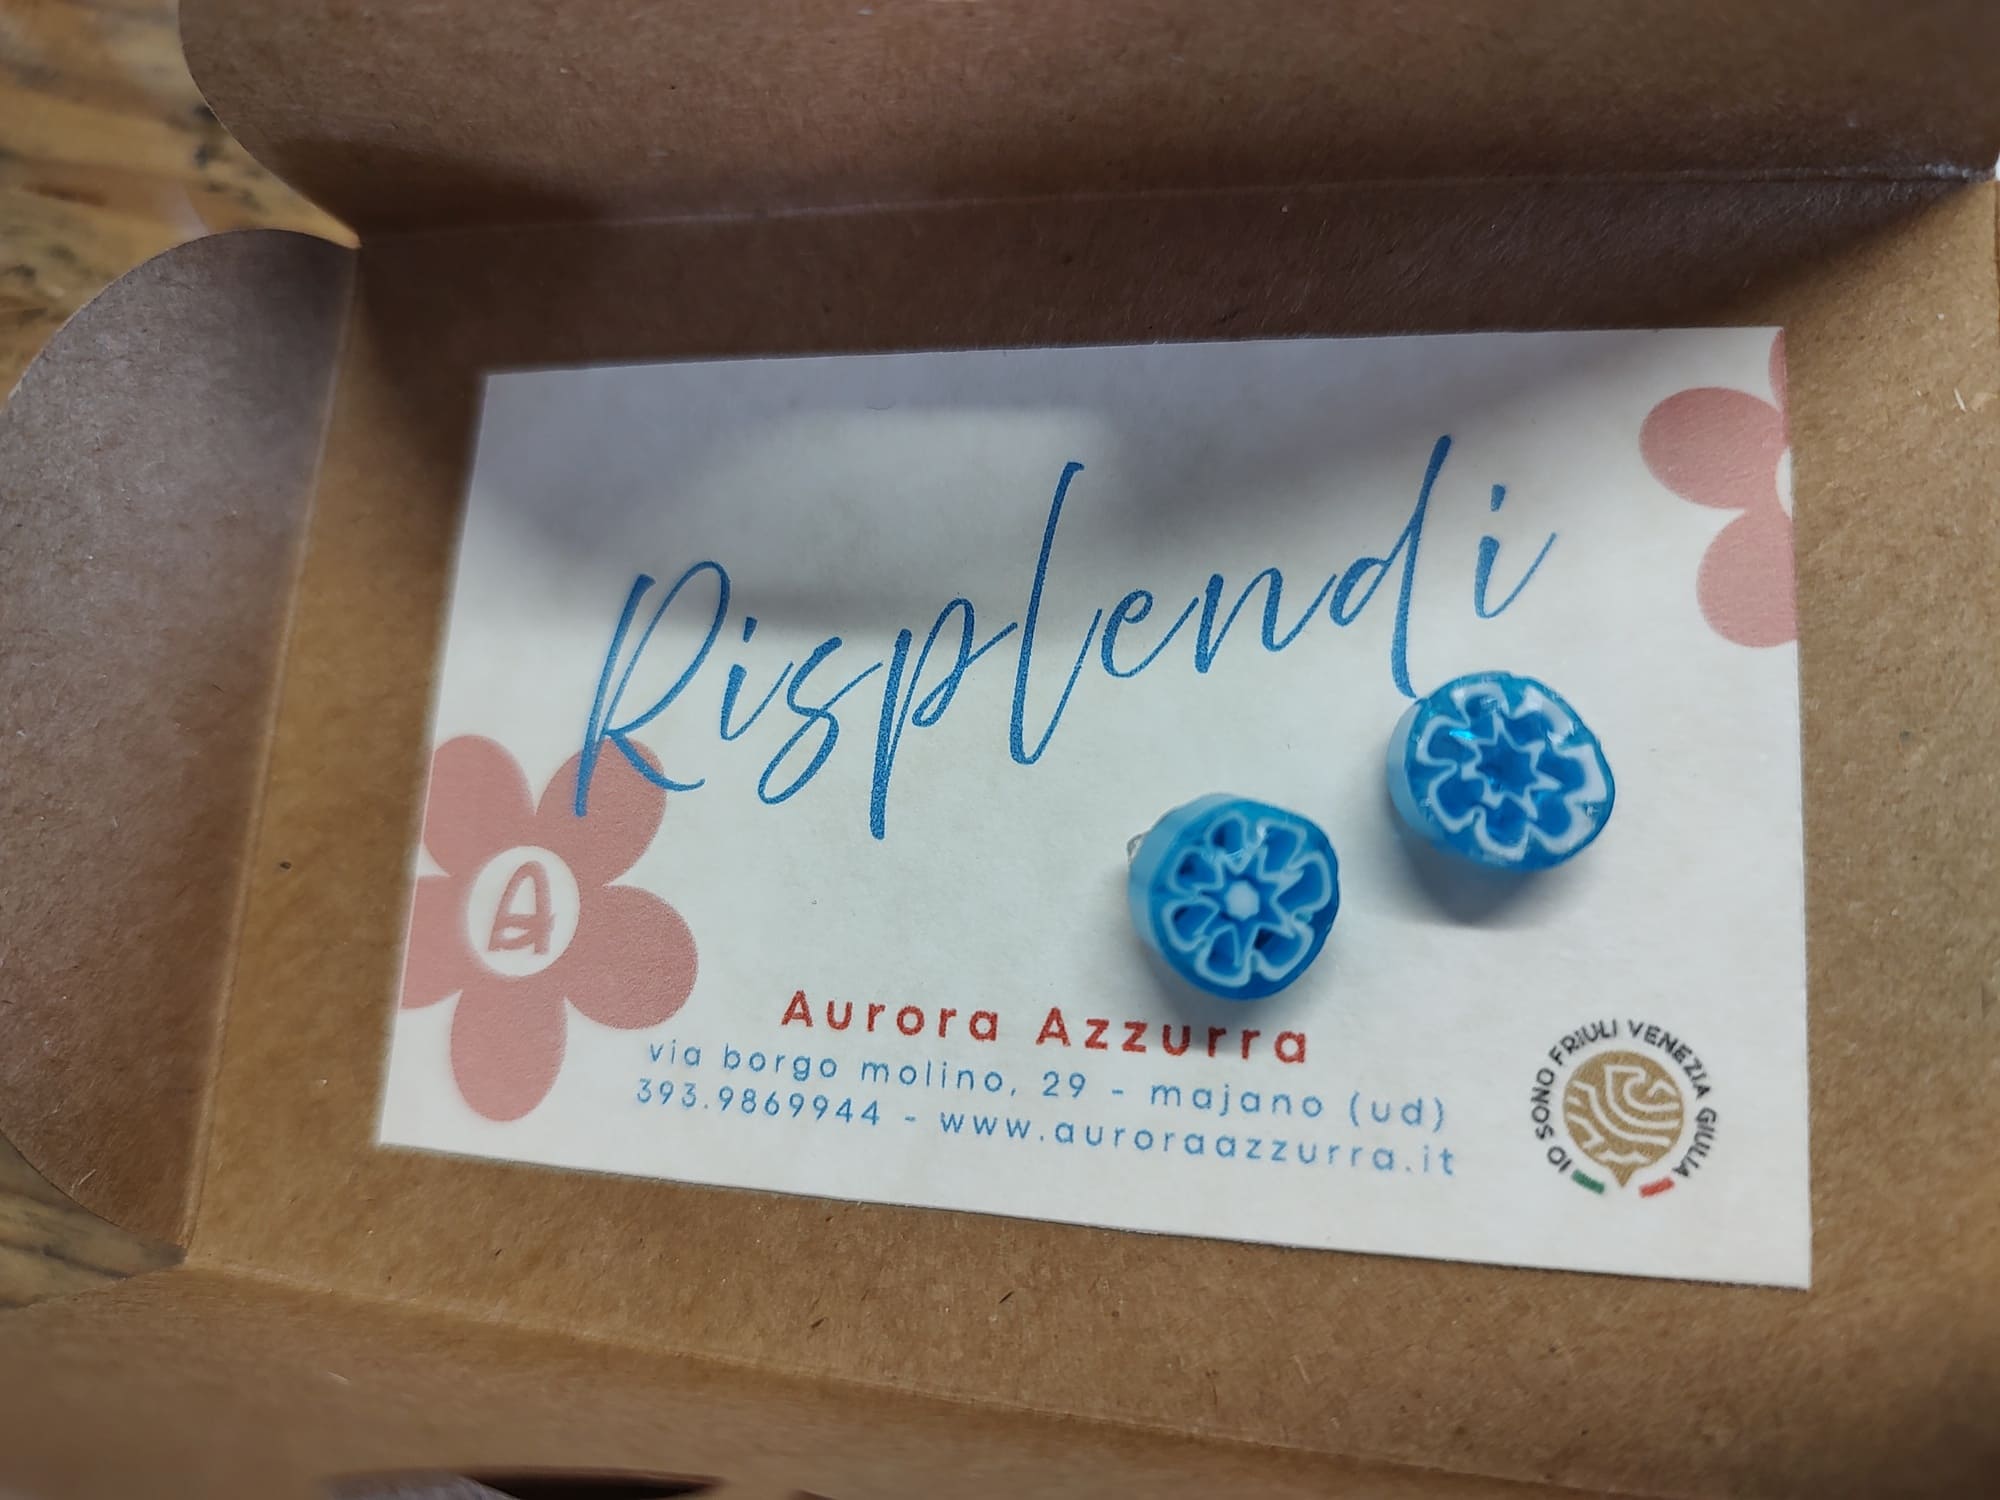 Risplendi
A
Aurora Azzurra
via borgo molino, 29 - majano (ud)
393.9869944 - www.auroraazzurra.it
IO SONO FRIULI VENEZIA GIULIA